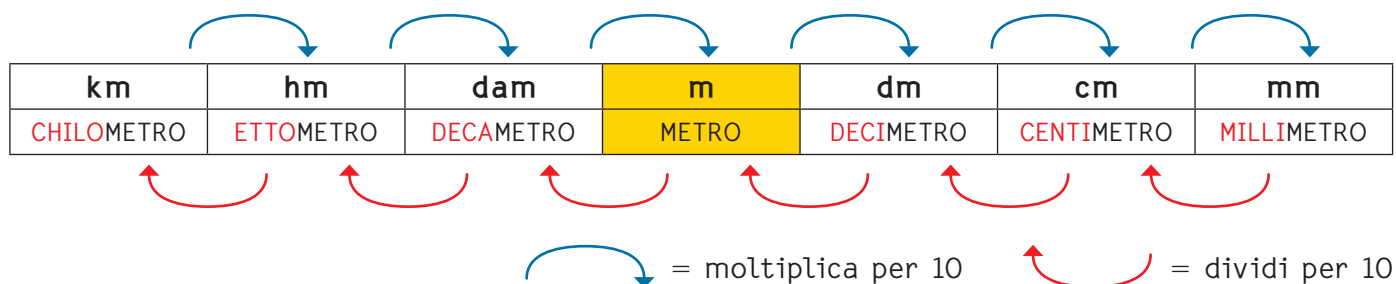 km hm dam m dm cm mm
CHILOMETRO ETTOMETRO DECAMETRO METRO DECIMETRO CENTIMETRO MILLIMETRO
= moltiplica per 10 = dividi per 10